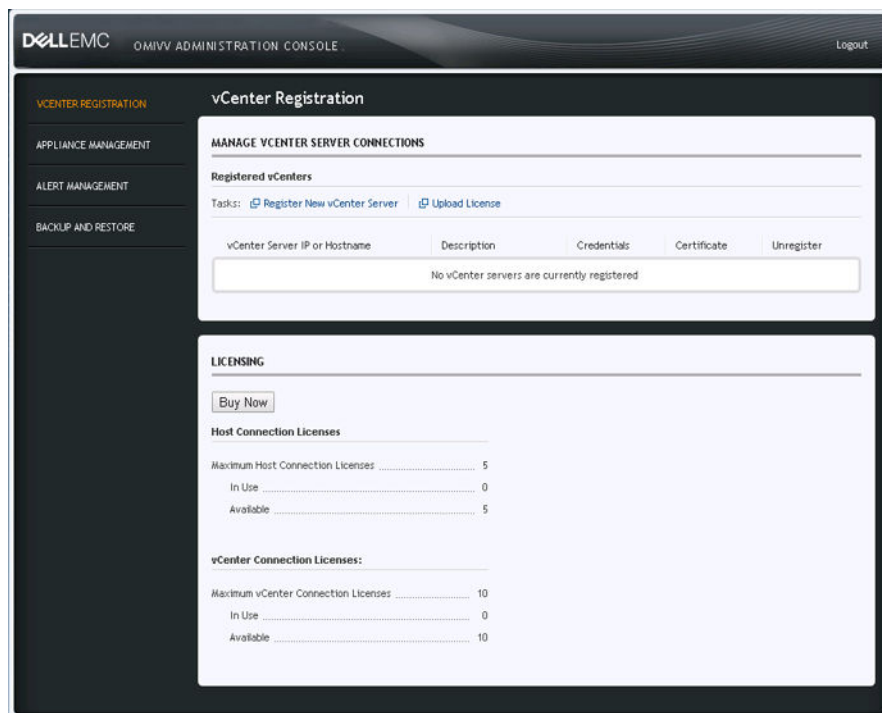 DELLEMC OMIVV ADMINISTRATION CONSOLE Logout
VCENTER REGISTRATION
APPLIANCE MANAGEMENT
ALERT MANAGEMENT
BACKUP AND RESTORE
vCenter Registration
MANAGE VCENTER SERVER CONNECTIONS
Registered vCenters
Tasks: Register New vCenter Server Upload License
vCenter Server IP or Hostname Description Credentials Certificate Unregister
No vCenter servers are currently registered
LICENSING
Buy Now
Host Connection Licenses
Maximum Host Connection Licenses 5
In Use 0
Available 5
vCenter Connection Licenses:
Maximum vCenter Connection Licenses 10
In Use 0
Available 10